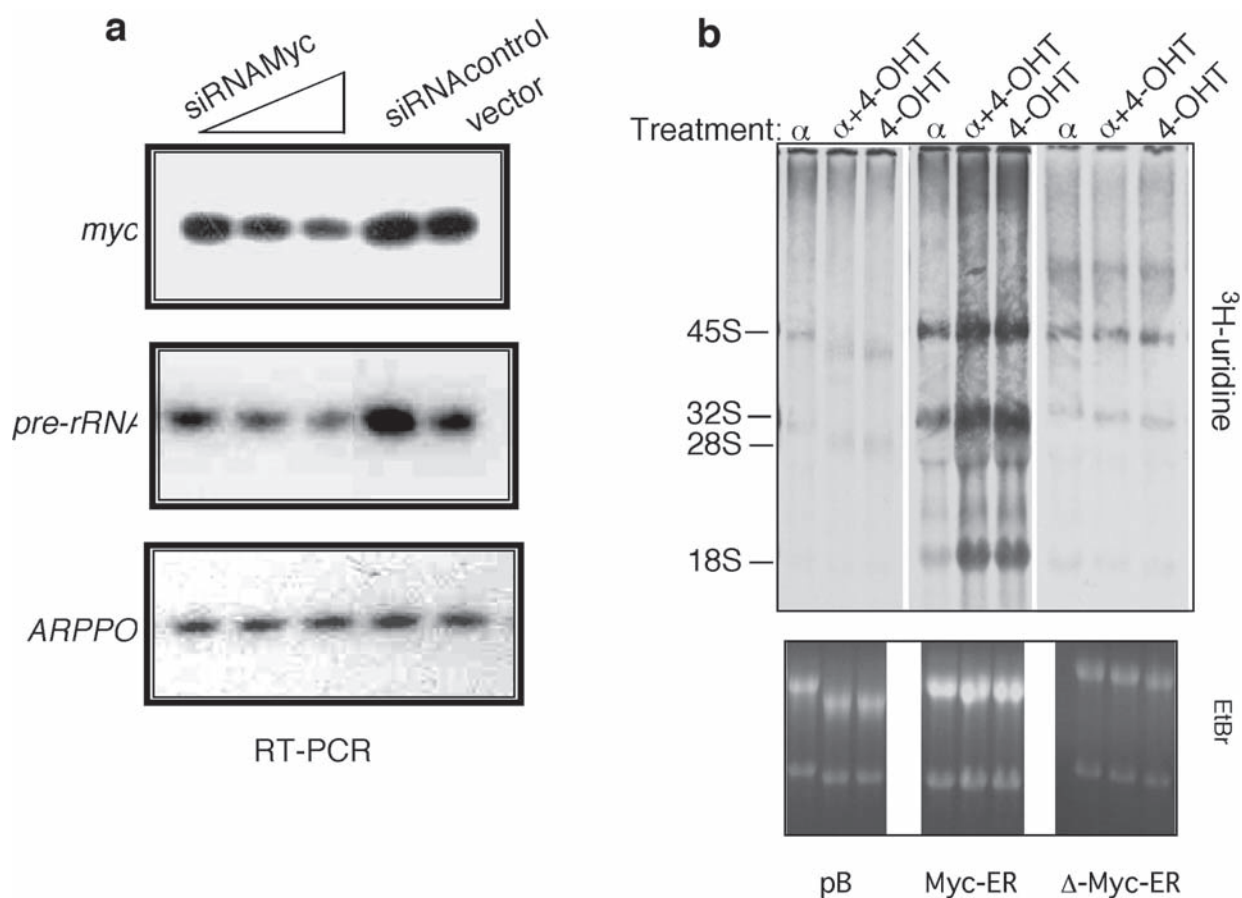 a
siRNAMyc
siRNAcontrol
vector
myc
pre-rRNA
ARPPO
RT-PCR
b
Treatment: α α+4-OHT 4-OHT α α+4-OHT 4-OHT α α+4-OHT 4-OHT
45S
32S
28S
18S
³H-uridine
EtBr
pB Myc-ER Δ-Myc-ER